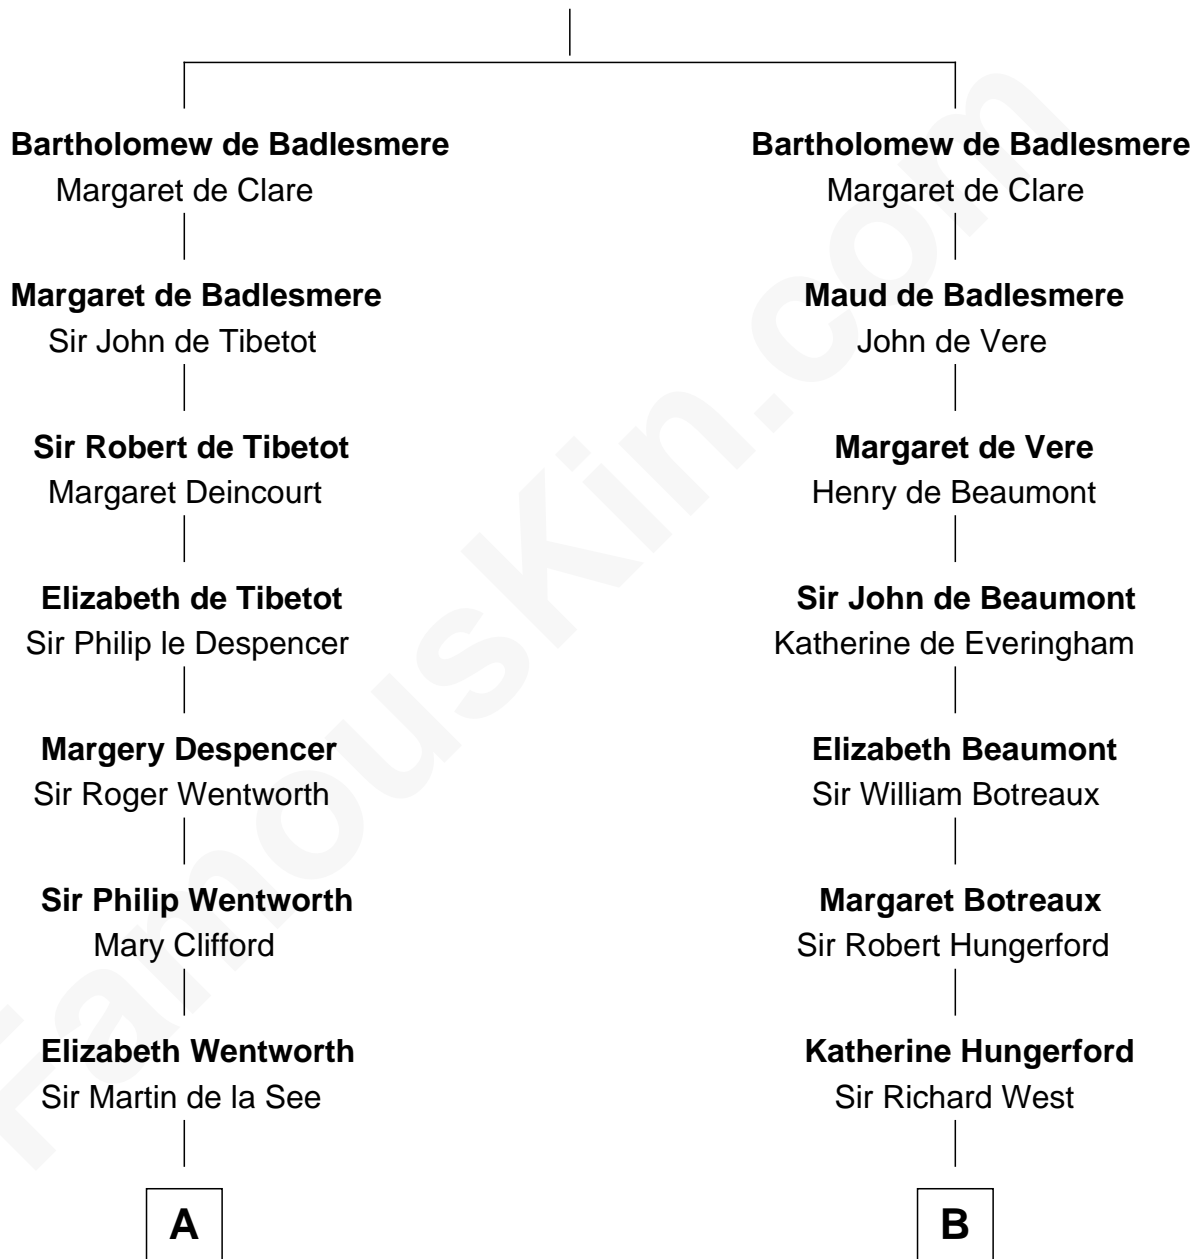 Bartholomew de Badlesmere
Margaret de Clare
Margaret de Badlesmere
Sir John de Tibetot
Sir Robert de Tibetot
Margaret Deincourt
Elizabeth de Tibetot
Sir Philip le Despencer
Margery Despencer
Sir Roger Wentworth
Sir Philip Wentworth
Mary Clifford
Elizabeth Wentworth
Sir Martin de la See
A
Bartholomew de Badlesmere
Margaret de Clare
Maud de Badlesmere
John de Vere
Margaret de Vere
Henry de Beaumont
Sir John de Beaumont
Katherine de Everingham
Elizabeth Beaumont
Sir William Botreaux
Margaret Botreaux
Sir Robert Hungerford
Katherine Hungerford
Sir Richard West
B
FamousKin.com